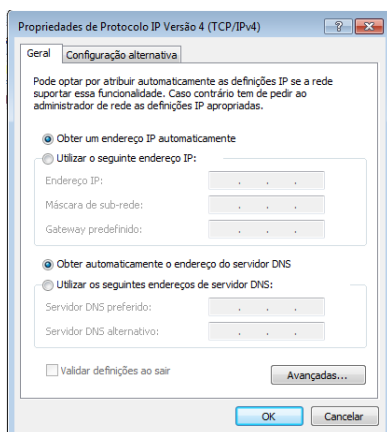 Propriedades de Protocolo IP Versão 4 (TCP/IPv4)
Geral
Configuração alternativa
Pode optar por atribuir automaticamente as definições IP se a rede
suportar essa funcionalidade. Caso contrário tem de pedir ao
administrador de rede as definições IP apropriadas.
Obter um endereço IP automaticamente
Utilizar o seguinte endereço IP:
Endereço IP:
Máscara de sub-rede:
Gateway predefinido:
Obter automaticamente o endereço do servidor DNS
Utilizar os seguintes endereços de servidor DNS:
Servidor DNS preferido:
Servidor DNS alternativo:
Validar definições ao sair
Avançadas...
OK
Cancelar